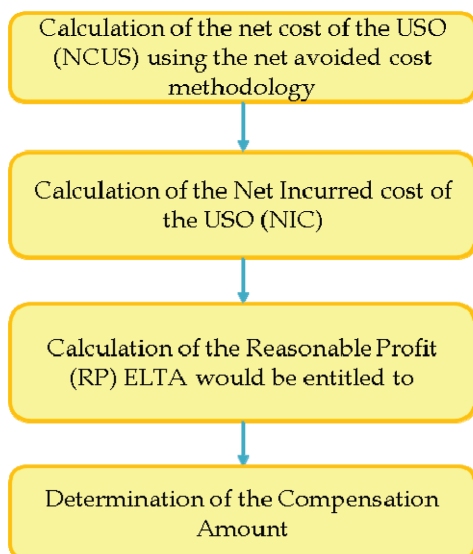 Calculation of the net cost of the USO
(NCUS) using the net avoided cost
methodology
Calculation of the Net Incurred cost of
the USO (NIC)
Calculation of the Reasonable Profit
(RP) ELTA would be entitled to
Determination of the Compensation
Amount